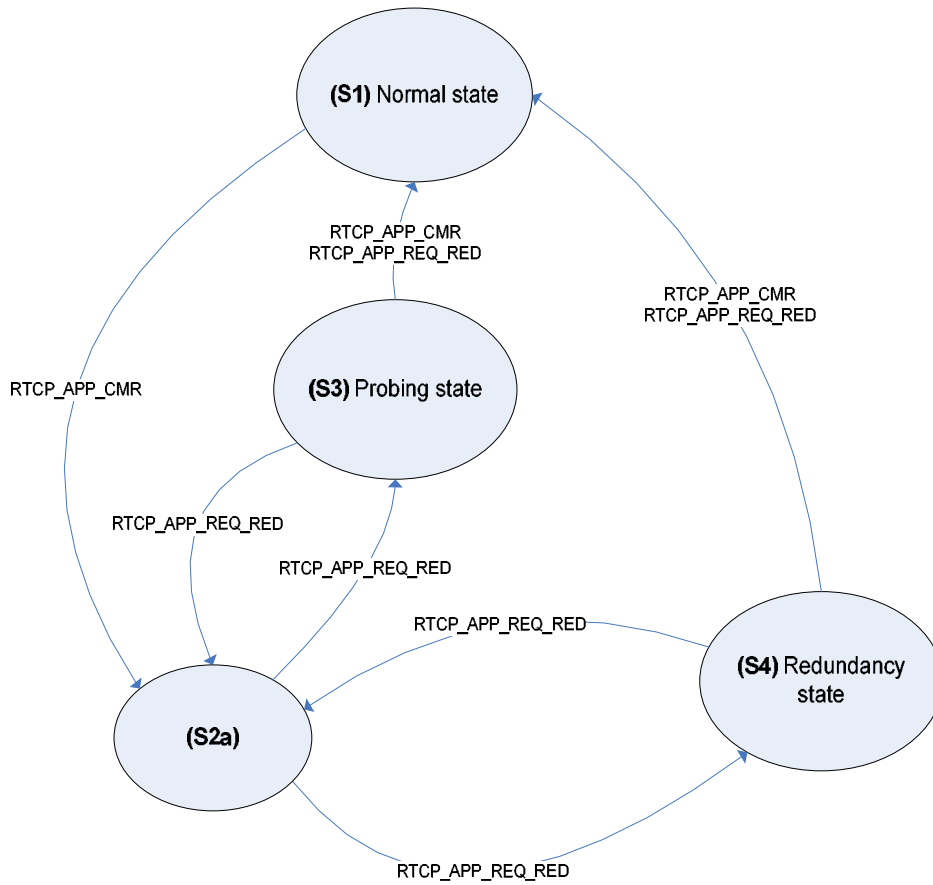 (S1) Normal state
RTCP_APP_CMR
RTCP_APP_REQ_RED
RTCP_APP_CMR
RTCP_APP_REQ_RED
(S3) Probing state
RTCP_APP_CMR
RTCP_APP_REQ_RED
RTCP_APP_REQ_RED
RTCP_APP_REQ_RED
(S4) Redundancy
state
(S2a)
RTCP_APP_REQ_RED